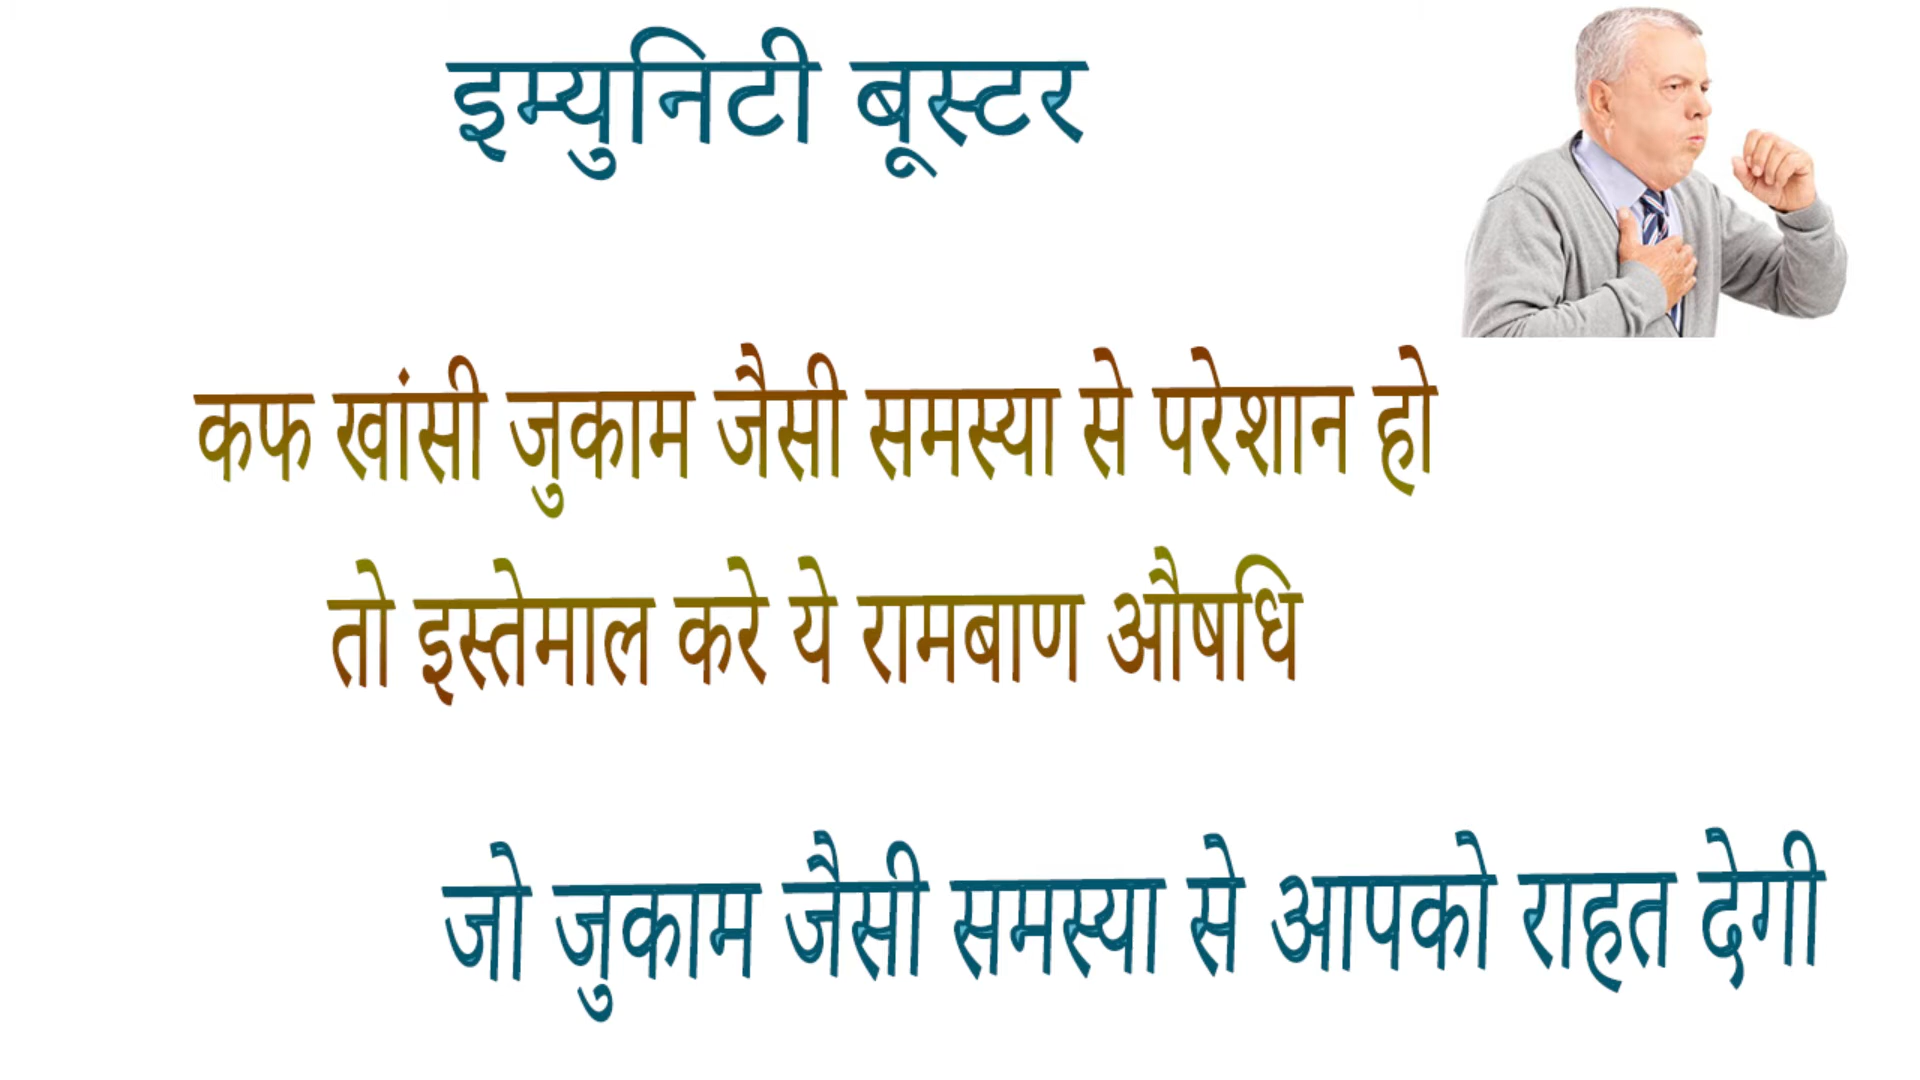 इम्युनिटी बूस्टर
कफ खांसी जुकाम जैसी समस्या से परेशान हो
तो इस्तेमाल करे ये रामबाण औषधि
जो जुकाम जैसी समस्या से आपको राहत देगी